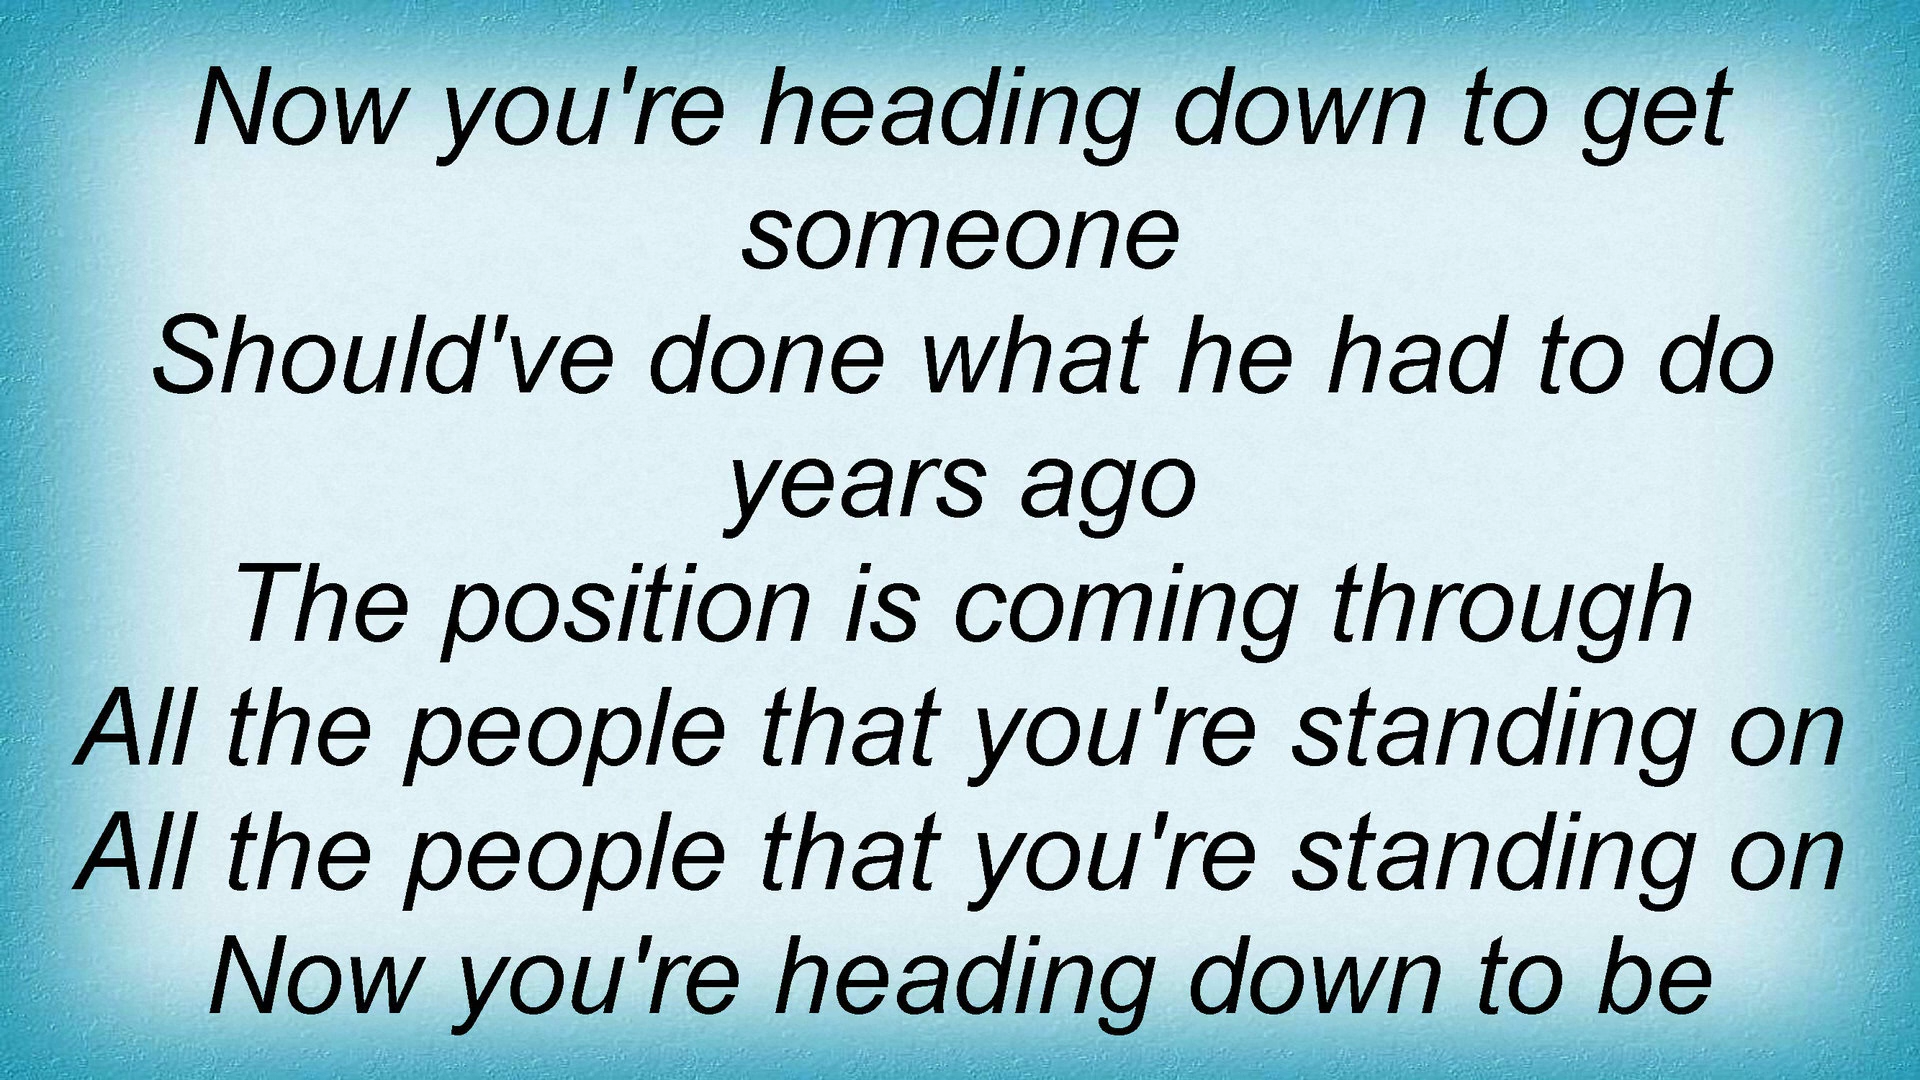 Now you're heading down to get
someone
Should've done what he had to do
years ago
The position is coming through
All the people that you're standing on
All the people that you're standing on
Now you're heading down to be